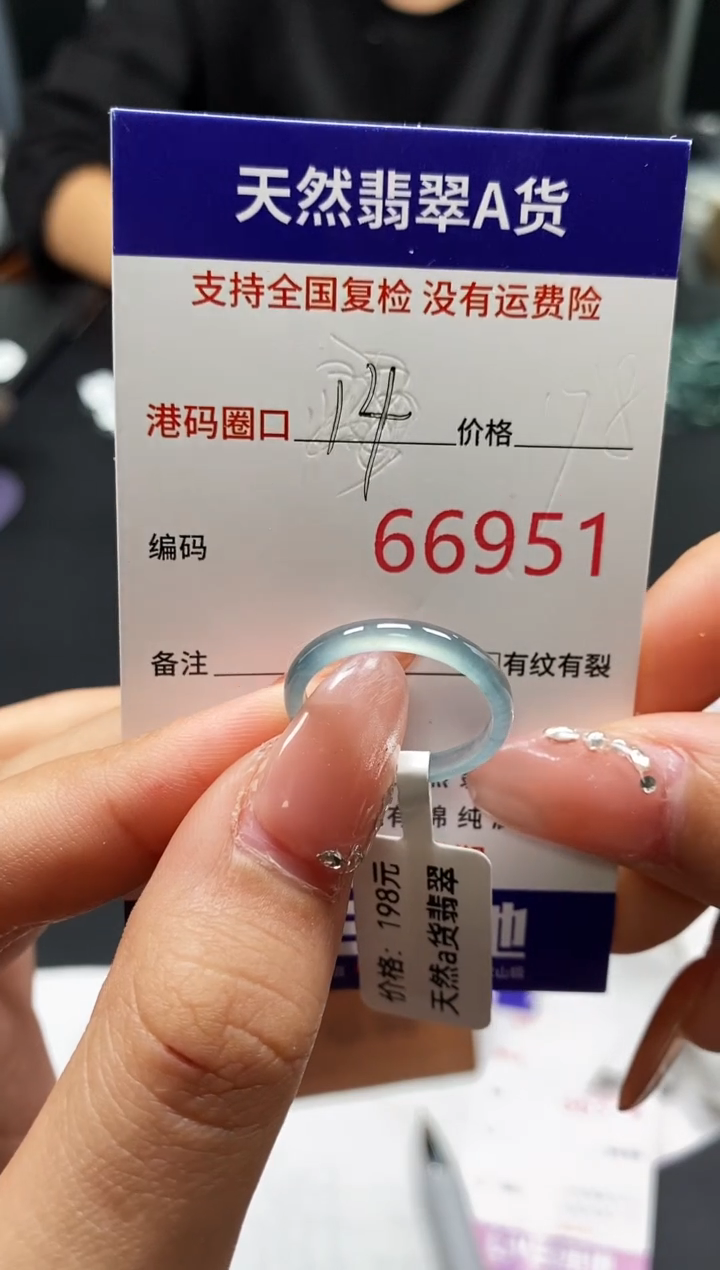 天然翡翠A货
支持全国复检 没有运费险
港码圈口 14 价格
编码 66951
备注 有纹有裂
棉 纯
价格：198元
天然a货翡翠